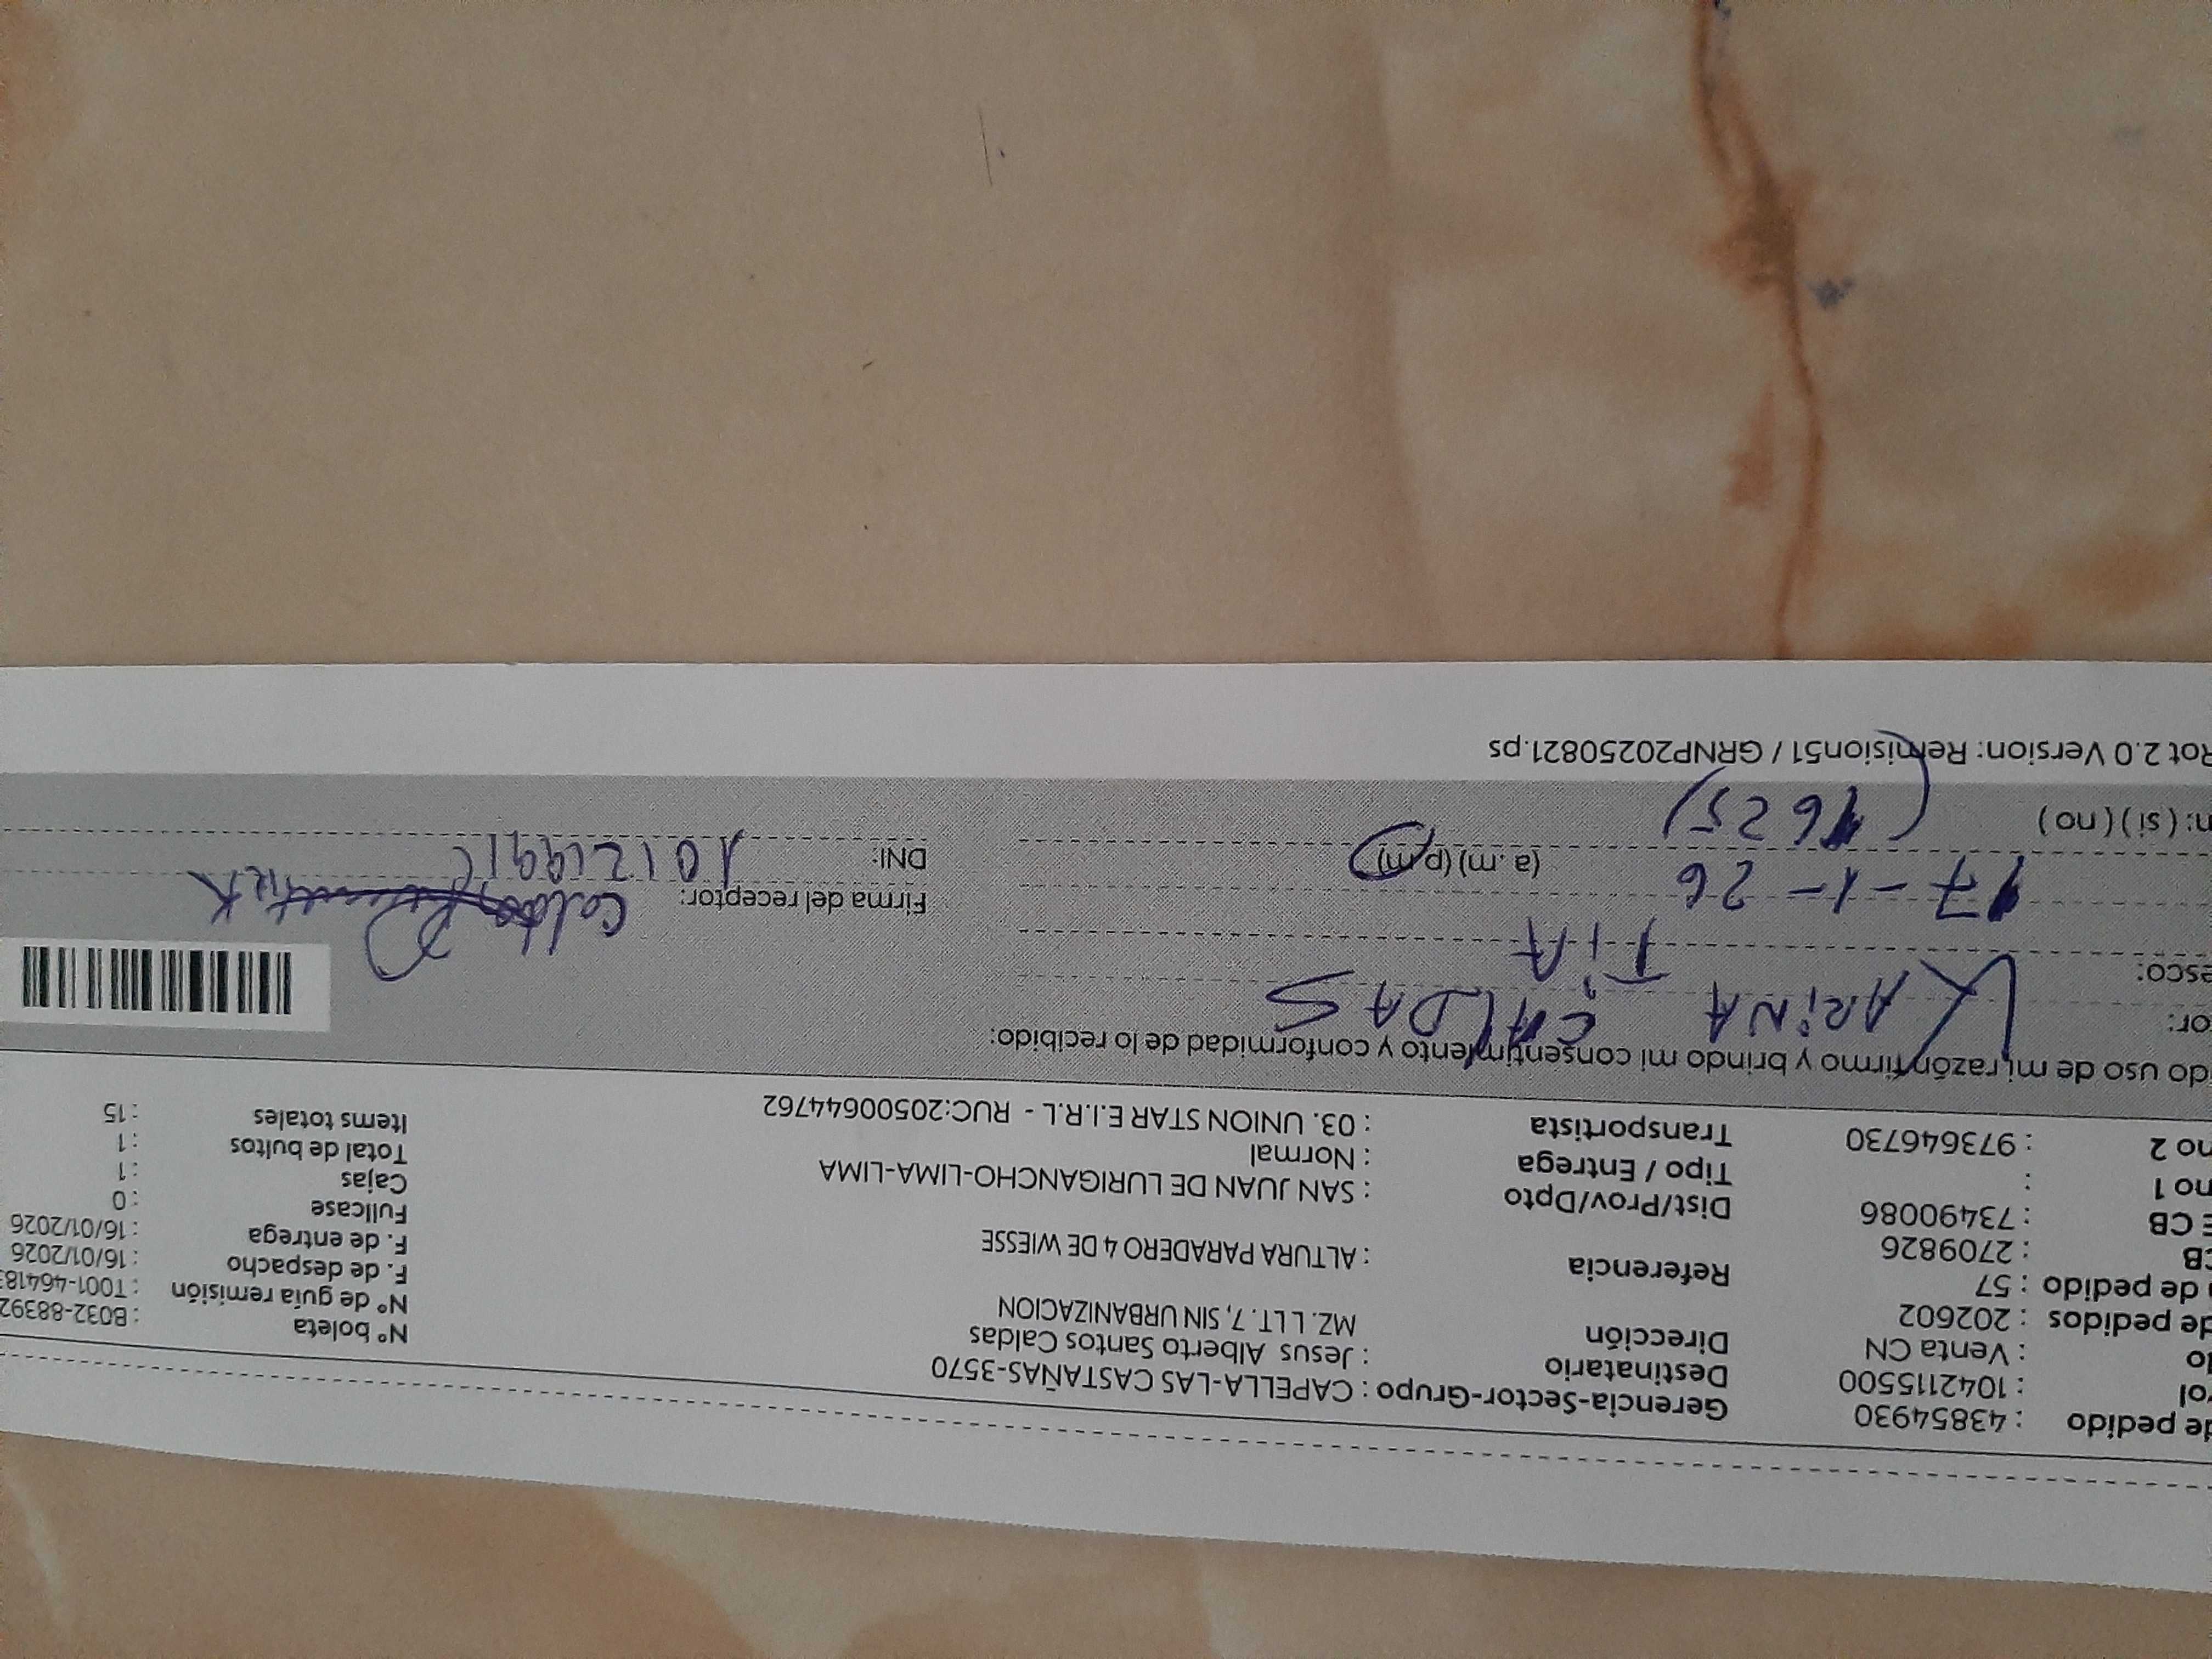 de pedido : 43854930 Gerencia-Sector-Grupo : CAPELLA-LAS CASTAÑAS-3570
rol : 1042115500 Destinatario : Jesus Alberto Santos Caldas Nº boleta : B032-88392
do : Venta CN Dirección MZ. L LT. 7, SIN URBANIZACION Nº de guía remisión : T001-46418
de pedidos : 202602 F. de despacho : 16/01/2026
de pedido : 57 Referencia : ALTURA PARADERO 4 DE WIESSE F. de entrega : 16/01/2026
CB : 2709826 Fullcase : 0
E CB : 73490086 Dist/Prov/Dpto : SAN JUAN DE LURIGANCHO-LIMA-LIMA Cajas : 1
no 1 : Tipo / Entrega : Normal Total de bultos : 1
no 2 : 973646730 Transportista : 03. UNION STAR E.I.R.L - RUC:20500644762 Items totales : 15
do uso de mi razón firmo y brindo mi consentimiento y conformidad de lo recibido:
or: KARINA CALDAS
esco: TiA
17-1-26 (a.m) (p.m) Firma del receptor:
DNI:
n: ( si ) ( no ) (1625)
Rot 2.0 Version: Remision51 / GRNP20250821.ps